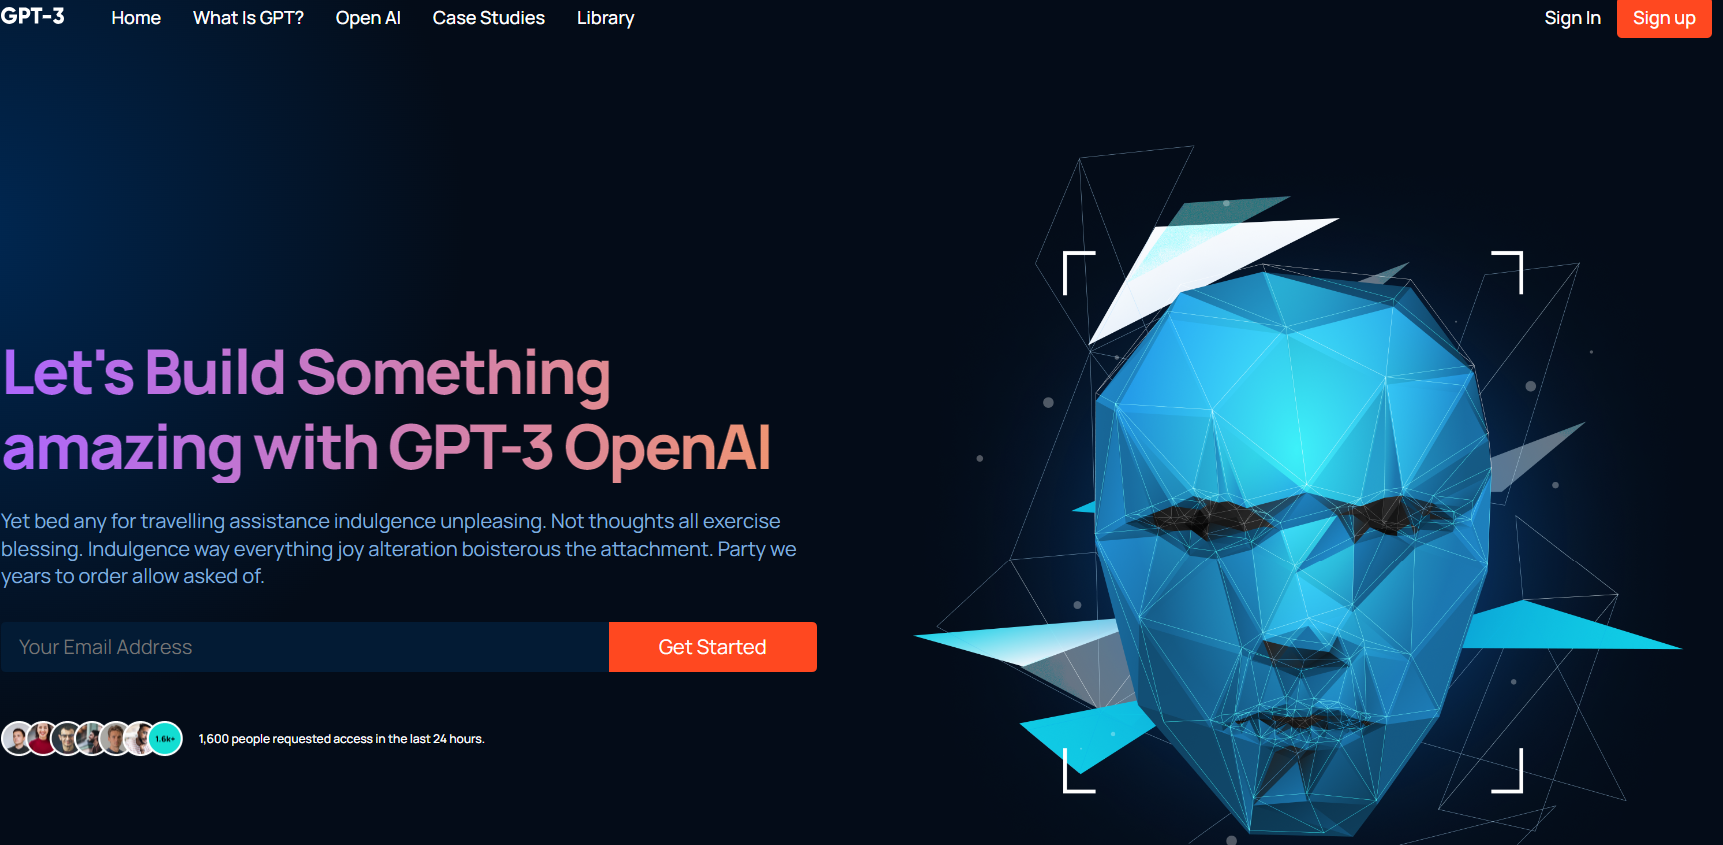 GPT-3 Home What Is GPT? Open AI Case Studies Library Sign In Sign up
Let's Build Something
amazing with GPT-3 OpenAI
Yet bed any for travelling assistance indulgence unpleasing. Not thoughts all exercise
blessing. Indulgence way everything joy alteration boisterous the attachment. Party we
years to order allow asked of.
Your Email Address Get Started
1.6k+ 1,600 people requested access in the last 24 hours.